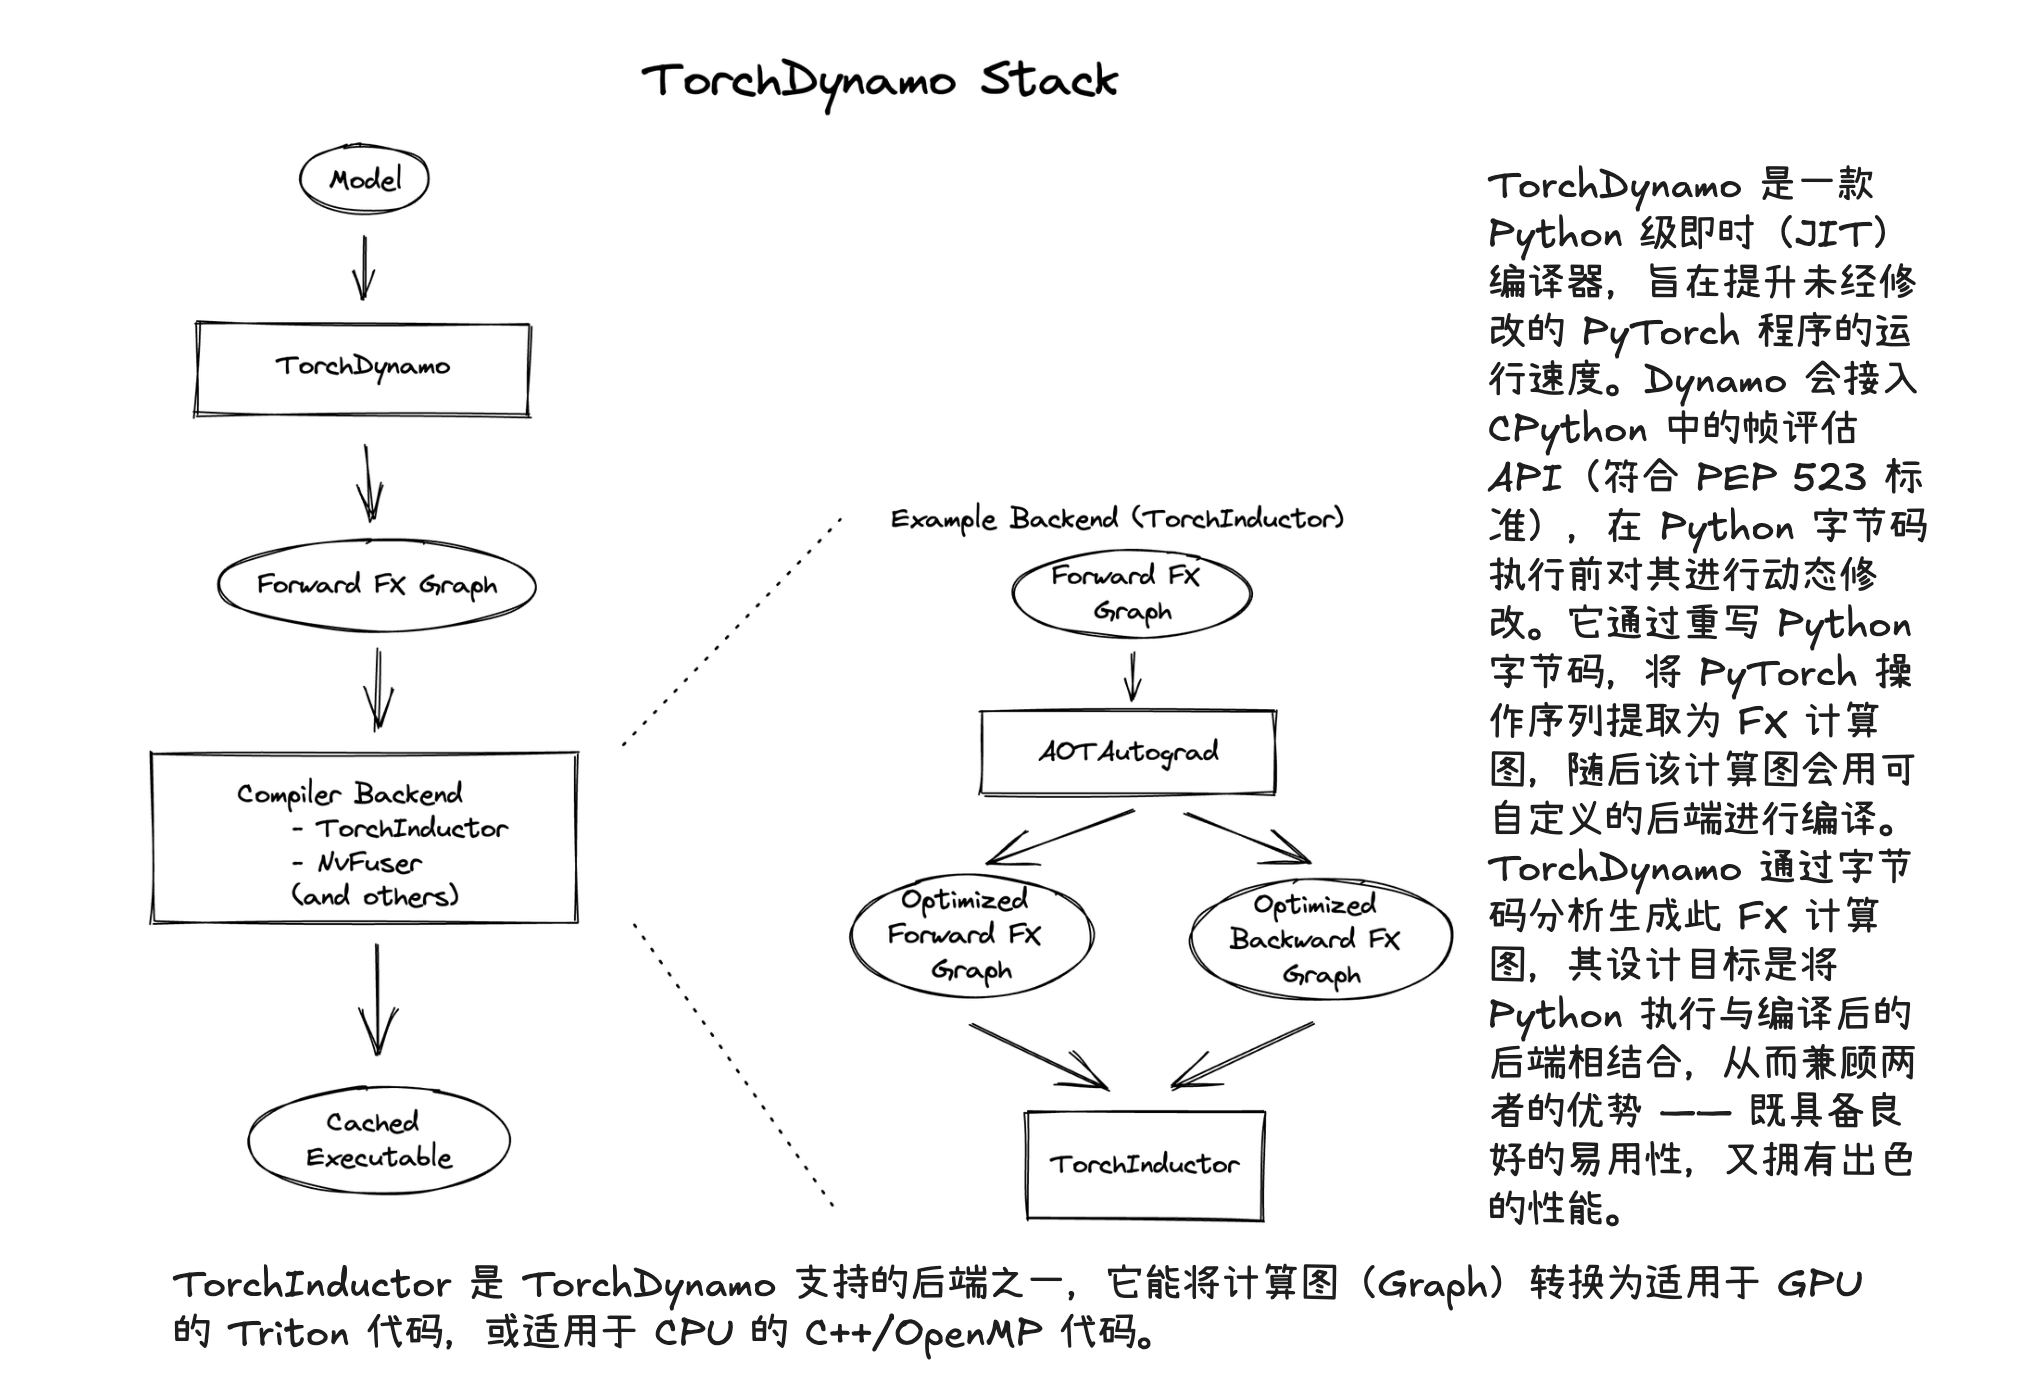 TorchDynamo Stack
Model
TorchDynamo
Forward FX Graph
Compiler Backend
- TorchInductor
- NvFuser
(and others)
Cached
Executable
Example Backend (TorchInductor)
Forward FX
Graph
AOTAutograd
Optimized
Forward FX
Graph
Optimized
Backward FX
Graph
TorchInductor
TorchDynamo 是一款
Python 级即时（JIT）
编译器，旨在提升未经修
改的 PyTorch 程序的运
行速度。Dynamo 会接入
CPython 中的帧评估
API（符合 PEP 523 标
准），在 Python 字节码
执行前对其进行动态修
改。它通过重写 Python
字节码，将 PyTorch 操
作序列提取为 FX 计算
图，随后该计算图会用可
自定义的后端进行编译。
TorchDynamo 通过字节
码分析生成此 FX 计算
图，其设计目标是将
Python 执行与编译后的
后端相结合，从而兼顾两
者的优势 —— 既具备良
好的易用性，又拥有出色
的性能。
TorchInductor 是 TorchDynamo 支持的后端之一，它能将计算图（Graph）转换为适用于 GPU
的 Triton 代码，或适用于 CPU 的 C++/OpenMP 代码。